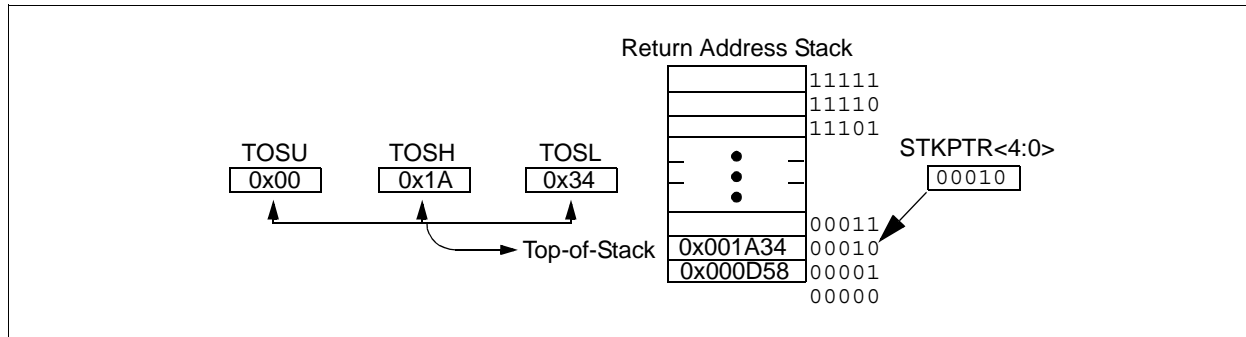 Return Address Stack
11111
11110
11101
TOSU TOSH TOSL
0x00 0x1A 0x34
STKPTR<4:0>
00010
00011
Top-of-Stack 0x001A34 00010
0x000D58 00001
00000